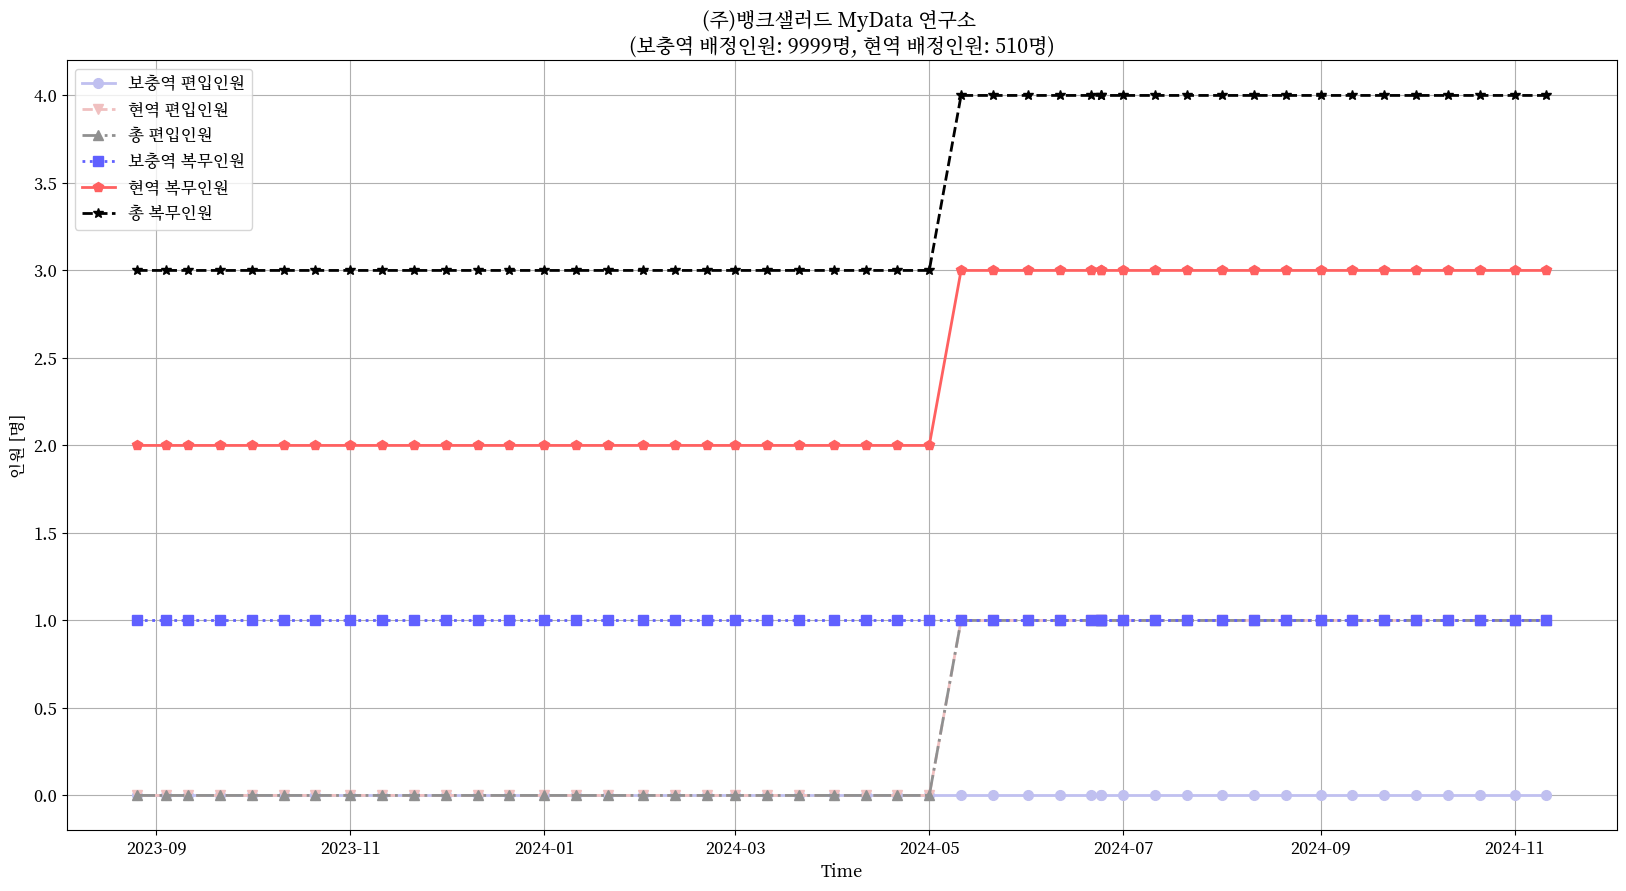 (주)뱅크샐러드 MyData 연구소
(보충역 배정인원: 9999명, 현역 배정인원: 510명)
보충역 편입인원
현역 편입인원
총 편입인원
보충역 복무인원
현역 복무인원
총 복무인원
4.0
3.5
3.0
2.5
2.0
1.5
1.0
0.5
0.0
인원 [명]
2023-09 2023-11 2024-01 2024-03 2024-05 2024-07 2024-09 2024-11
Time